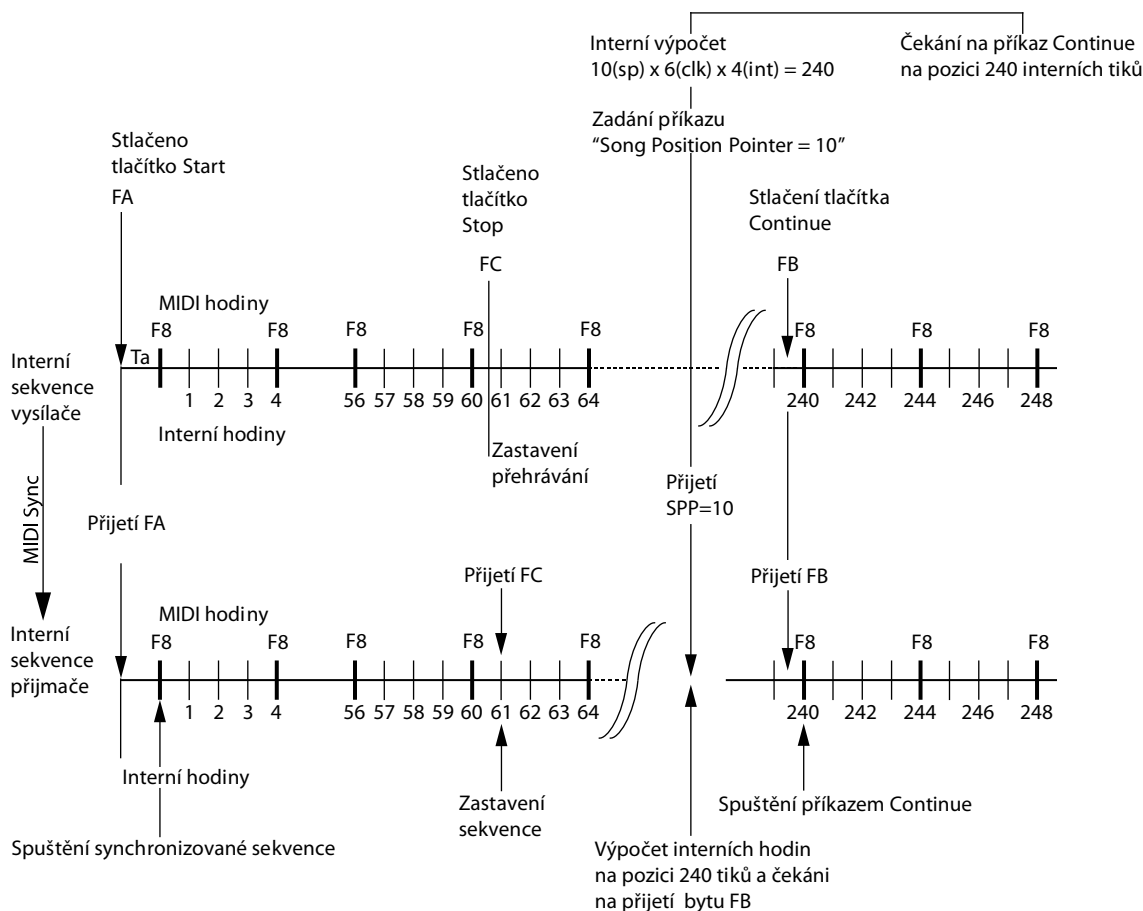 Interní výpočet
10(sp) x 6(clk) x 4(int) = 240
Čekání na příkaz Continue
na pozici 240 interních tiků
Zadání příkazu
“Song Position Pointer = 10”
Stlačeno
tlačítko Start
FA
Stlačeno
tlačítko
Stop
FC
Stlačení tlačítka
Continue
FB
MIDI hodiny
F8 F8 F8 F8 F8 F8 F8 F8
Ta
Interní
sekvence
vysílače
1 2 3 4 56 57 58 59 60 61 62 63 64 240 242 244 246 248
Interní hodiny
Zastavení
přehrávání
Přijetí
SPP=10
MIDI Sync
Přijetí FA
Přijetí FC
Přijetí FB
MIDI hodiny
F8 F8 F8 F8 F8 F8 F8 F8
Interní
sekvence
přijmače
1 2 3 4 56 57 58 59 60 61 62 63 64 240 242 244 246 248
Interní hodiny
Spuštění synchronizované sekvence
Zastavení
sekvence
Spuštění příkazem Continue
Výpočet interních hodin
na pozici 240 tiků a čekáni
na přijetí bytu FB